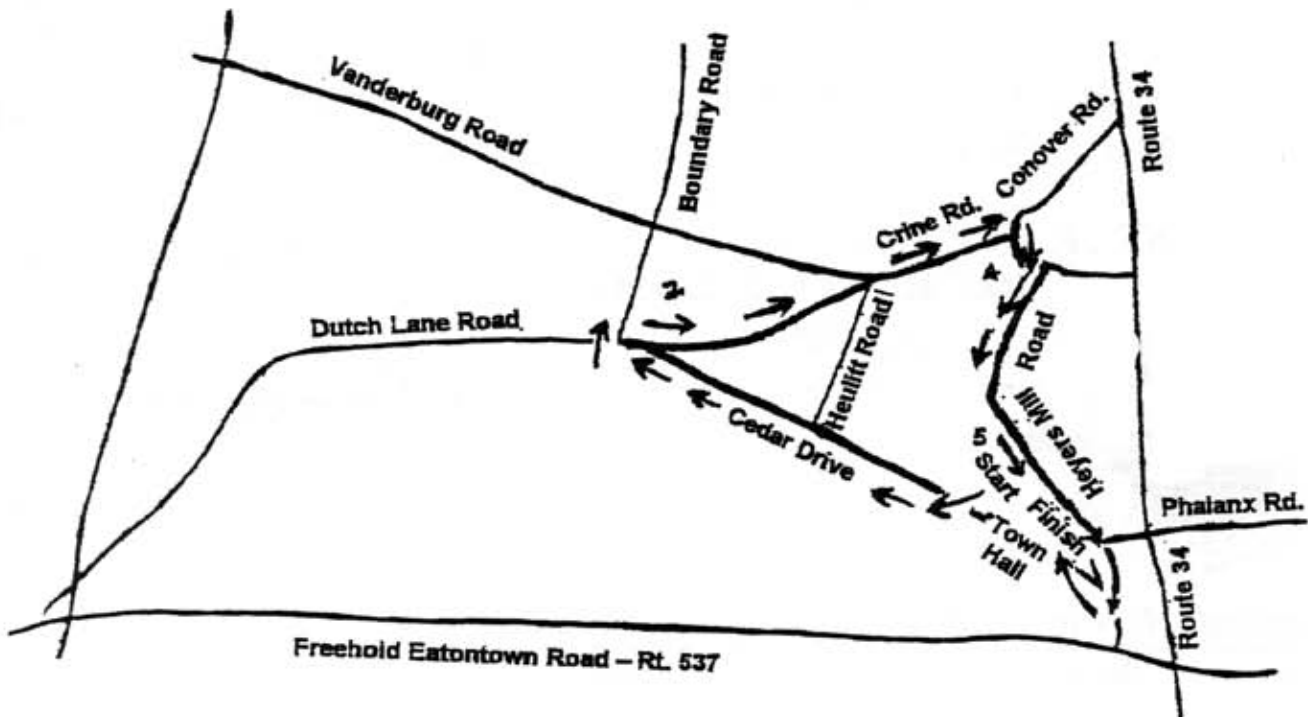 Vanderburg Road
Boundary Road
Route 34
Conover Rd.
Crine Rd.
4
2
Dutch Lane Road
Heulitt Road
Road
Heyers Mill
Cedar Drive
5
Start Finish
Town
Hall
Phalanx Rd.
Route 34
Freehold Eatontown Road – Rt. 537